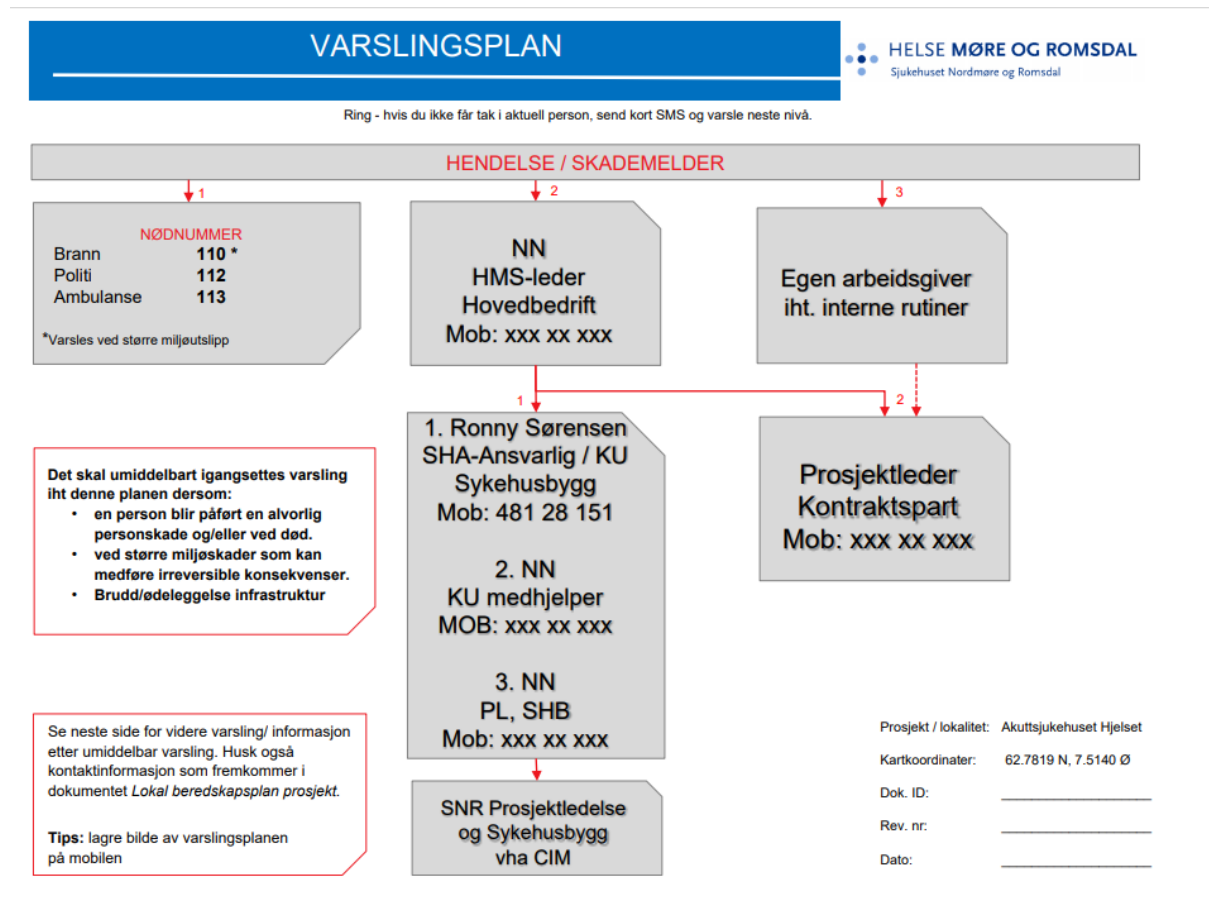 VARSLINGSPLAN
HELSE MØRE OG ROMSDAL
Sjukehuset Nordmøre og Romsdal
Ring - hvis du ikke får tak i aktuell person, send kort SMS og varsle neste nivå.
HENDELSE / SKADEMELDER
1
2
3
NØDNUMMER
Brann 110 *
Politi 112
Ambulanse 113
*Varsles ved større miljøutslipp
NN
HMS-leder
Hovedbedrift
Mob: xxx xx xxx
Egen arbeidsgiver
iht. interne rutiner
1
2
1. Ronny Sørensen
SHA-Ansvarlig / KU
Sykehusbygg
Mob: 481 28 151
2. NN
KU medhjelper
MOB: xxx xx xxx
3. NN
PL, SHB
Mob: xxx xx xxx
Prosjektleder
Kontraktspart
Mob: xxx xx xxx
Det skal umiddelbart igangsettes varsling
iht denne planen dersom:
• en person blir påført en alvorlig
personskade og/eller ved død.
• ved større miljøskader som kan
medføre irreversible konsekvenser.
• Brudd/ødeleggelse infrastruktur
Se neste side for videre varsling/ informasjon
etter umiddelbar varsling. Husk også
kontaktinformasjon som fremkommer i
dokumentet Lokal beredskapsplan prosjekt.
Tips: lagre bilde av varslingsplanen
på mobilen
SNR Prosjektledelse
og Sykehusbygg
vha CIM
Prosjekt / lokalitet: Akuttsjukehuset Hjelset
Kartkoordinater: 62.7819 N, 7.5140 Ø
Dok. ID:
Rev. nr:
Dato: